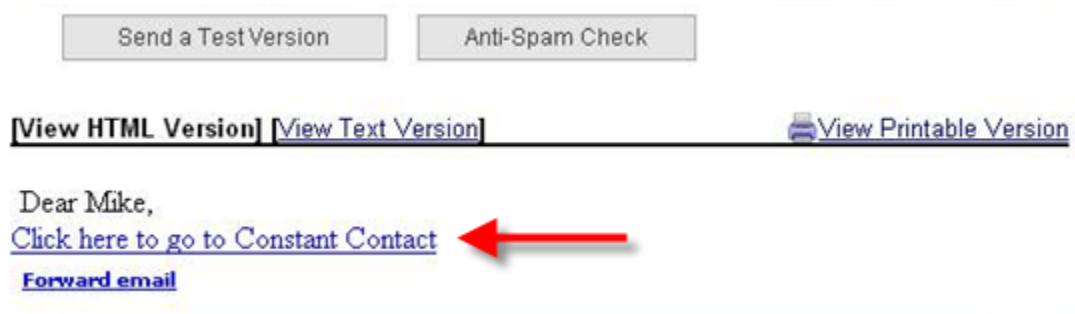 Send a Test Version Anti-Spam Check
[View HTML Version] [View Text Version] View Printable Version
Dear Mike,
Click here to go to Constant Contact
Forward email